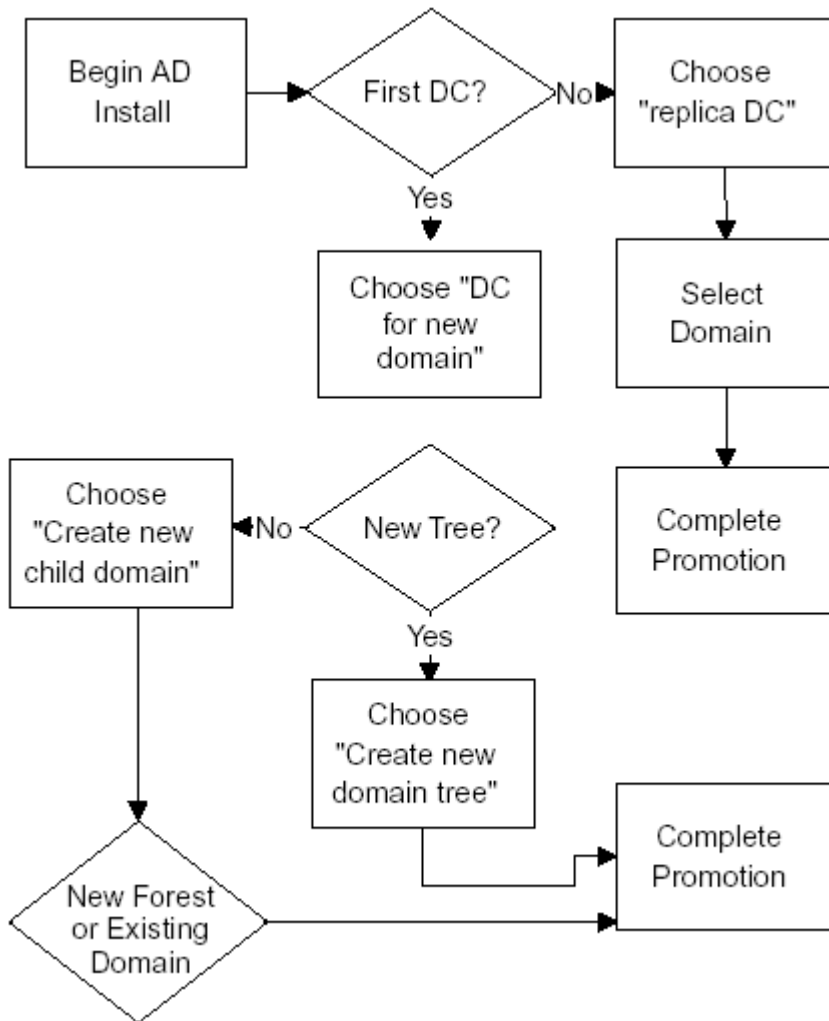 Begin AD
Install
First DC?
No
Choose
"replica DC"
Yes
Choose "DC
for new
domain"
Select
Domain
Choose
"Create new
child domain"
No
New Tree?
Complete
Promotion
Yes
Choose
"Create new
domain tree"
Complete
Promotion
New Forest
or Existing
Domain